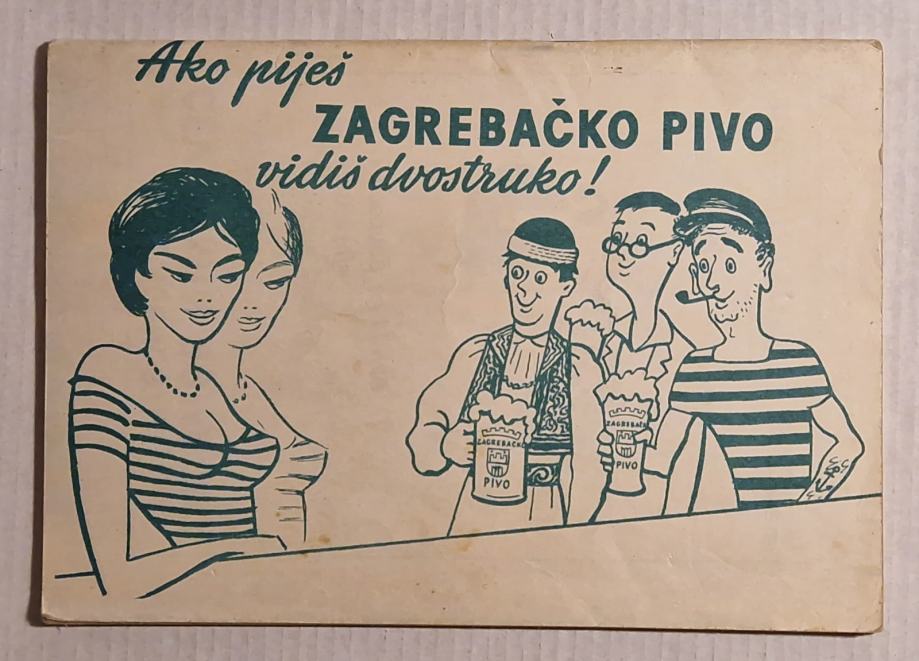 Ako piješ
ZAGREBAČKO PIVO
vidiš dvostruko!
ZAGREBAČKO
PIVO
ZAGREBAČKO
PIVO